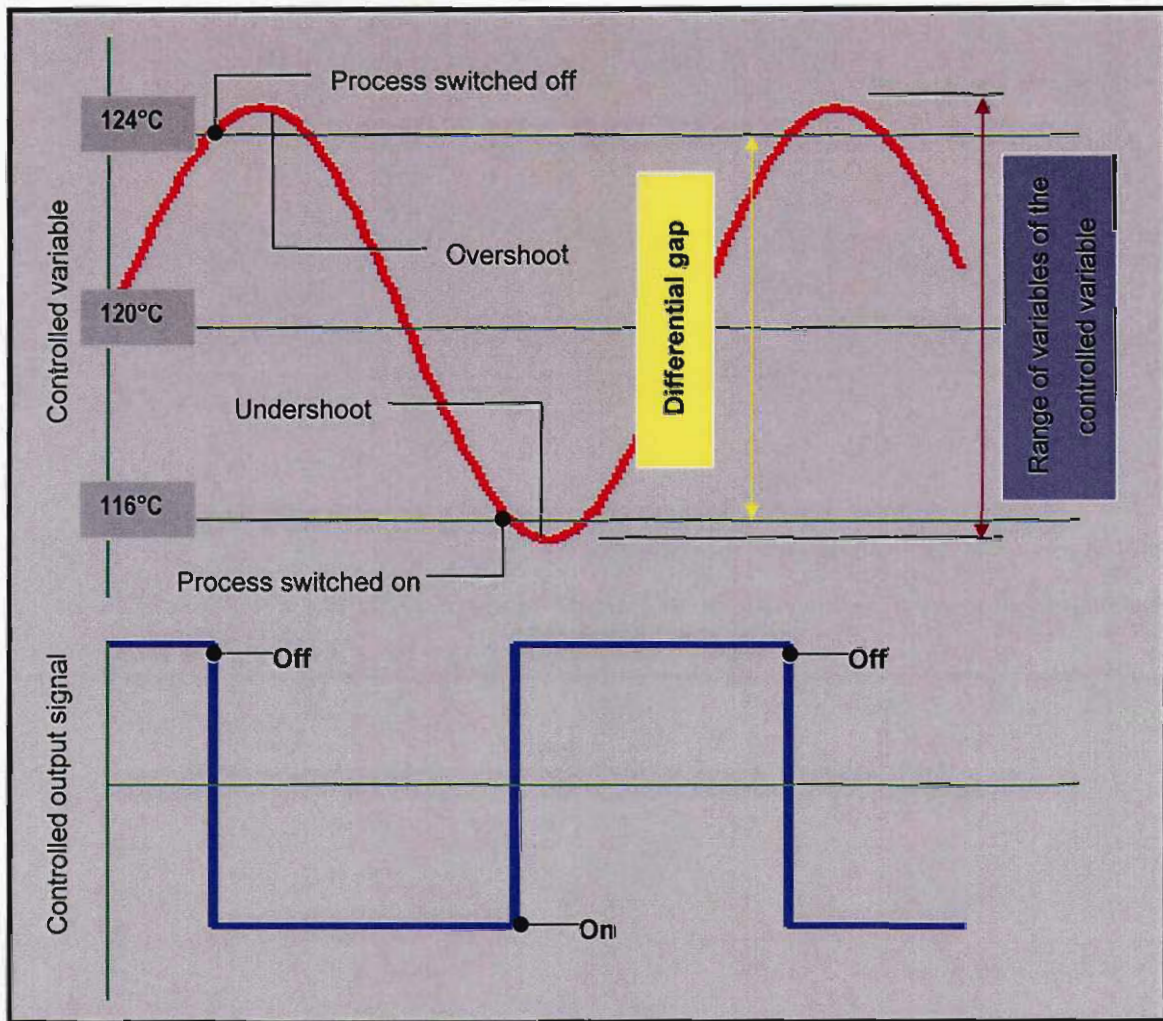 Process switched off
124°C
Overshoot
Controlled variable
120°C
Differential gap
Range of variables of the
controlled variable
Undershoot
116°C
Process switched on
Controlled output signal
Off
Off
On